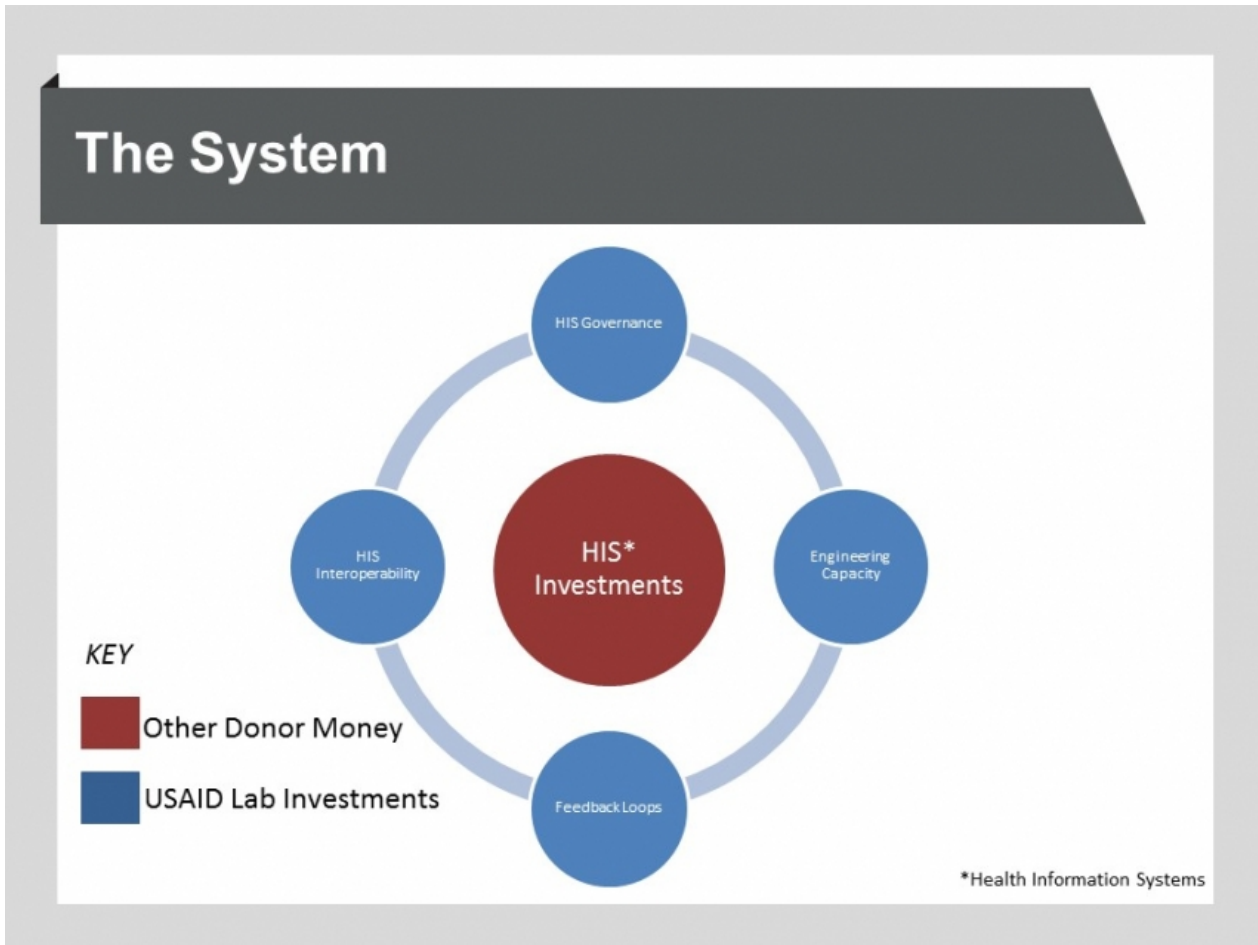 The System
HIS Governance
HIS
Interoperability
HIS*
Investments
Engineering
Capacity
Feedback Loops
KEY
Other Donor Money
USAID Lab Investments
*Health Information Systems